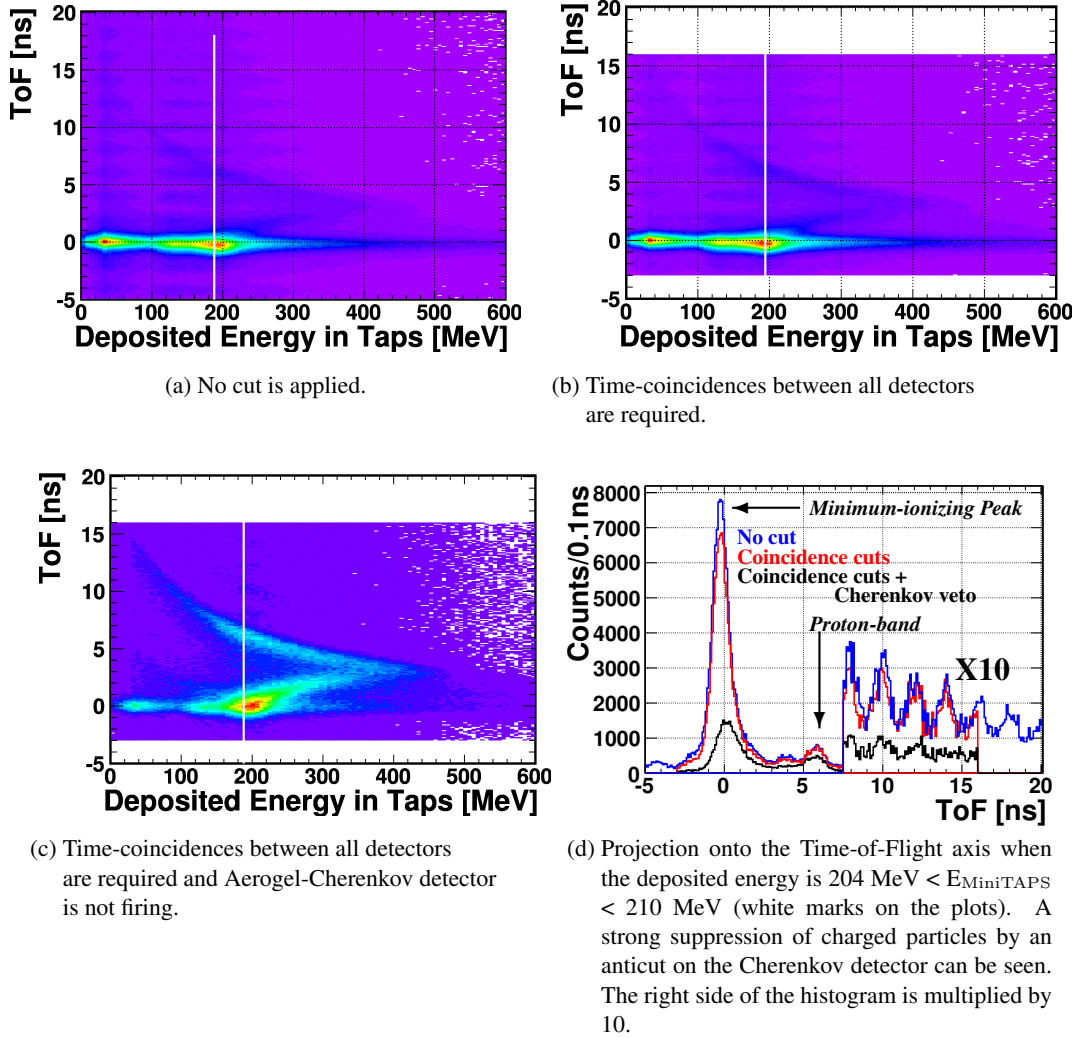 20
15
10
5
0
-5
ToF [ns]
0 100 200 300 400 500 600
Deposited Energy in Taps [MeV]
(a) No cut is applied.
20
15
10
5
0
-5
ToF [ns]
0 100 200 300 400 500 600
Deposited Energy in Taps [MeV]
(b) Time-coincidences between all detectors
are required.
20
15
10
5
0
-5
ToF [ns]
0 100 200 300 400 500 600
Deposited Energy in Taps [MeV]
(c) Time-coincidences between all detectors
are required and Aerogel-Cherenkov detector
is not firing.
8000
7000
6000
5000
4000
3000
2000
1000
0
Counts/0.1ns
Minimum-ionizing Peak
No cut
Coincidence cuts
Coincidence cuts +
Cherenkov veto
Proton-band
X10
-5 0 5 10 15 20
ToF [ns]
(d) Projection onto the Time-of-Flight axis when
the deposited energy is 204 MeV < EMiniTAPS
< 210 MeV (white marks on the plots). A
strong suppression of charged particles by an
anticut on the Cherenkov detector can be seen.
The right side of the histogram is multiplied by
10.